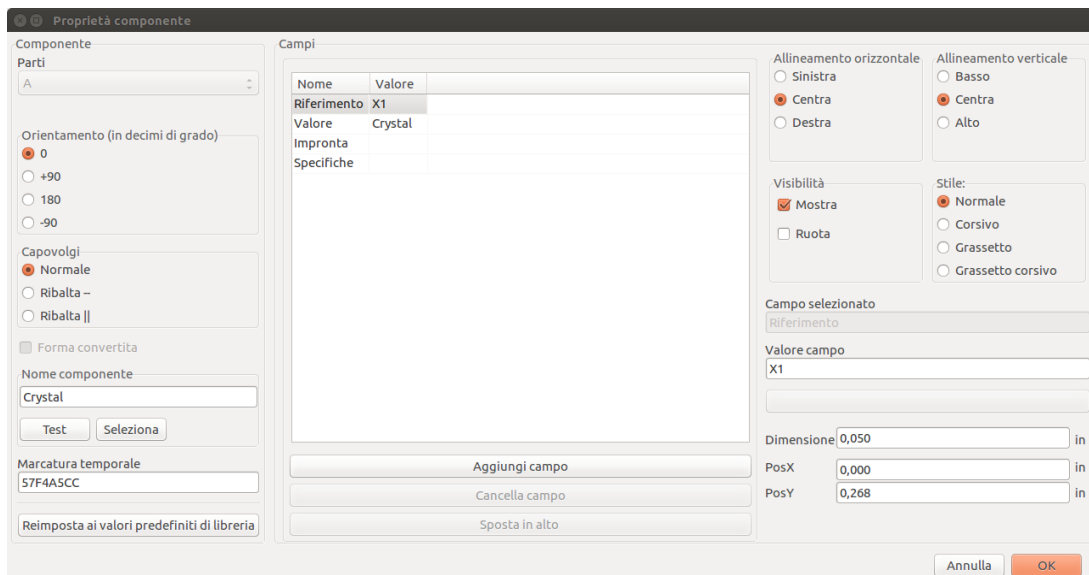 Proprietà componente
Componente
Parti
A
Orientamento (in decimi di grado)
0
+90
180
-90
Capovolgi
Normale
Ribalta --
Ribalta ||
Forma convertita
Nome componente
Crystal
Test Seleziona
Marcatura temporale
57F4A5CC
Reimposta ai valori predefiniti di libreria
Campi
Nome Valore
Riferimento X1
Valore Crystal
Impronta
Specifiche
Aggiungi campo
Cancella campo
Sposta in alto
Allineamento orizzontale
Sinistra
Centra
Destra
Allineamento verticale
Basso
Centra
Alto
Visibilità
Mostra
Ruota
Stile:
Normale
Corsivo
Grassetto
Grassetto corsivo
Campo selezionato
Riferimento
Valore campo
X1
Dimensione 0,050 in
PosX 0,000 in
PosY 0,268 in
Annulla OK